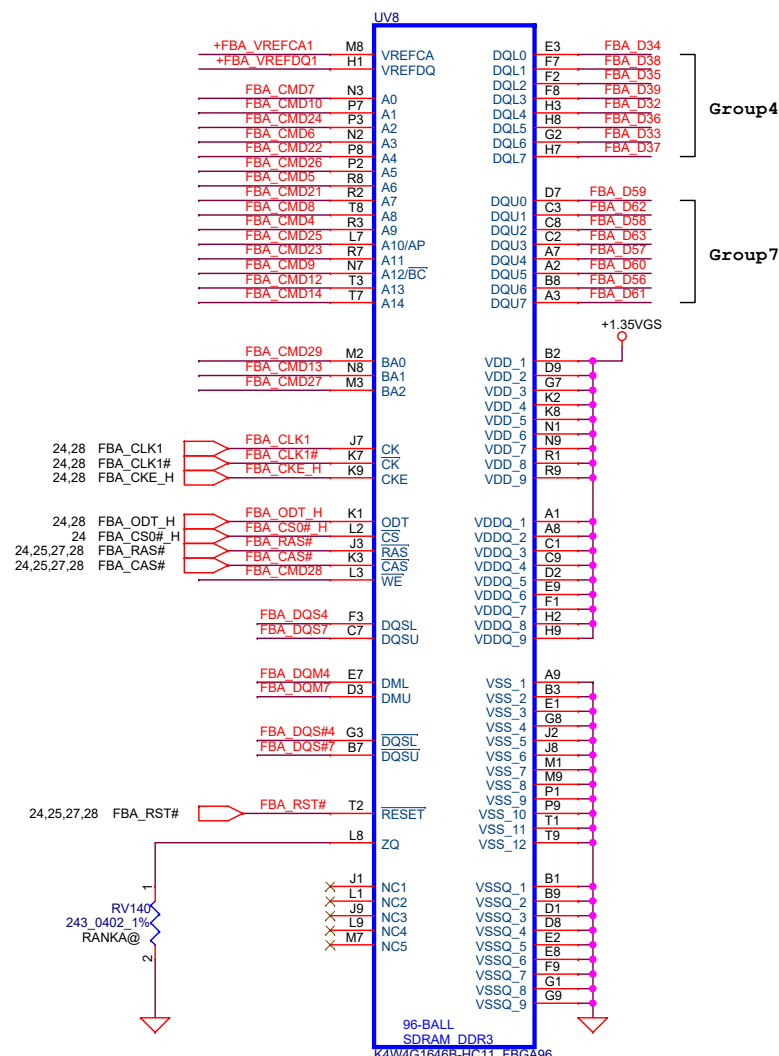 UV8
+FBA_VREFCA1 M8 VREFCA DQL0 E3 FBA_D34
+FBA_VREFDQ1 H1 VREFDQ DQL1 F7 FBA_D38
DQL2 F2 FBA_D35
FBA_CMD7 N3 A0 DQL3 F8 FBA_D39
FBA_CMD10 P7 A1 DQL4 H3 FBA_D32
FBA_CMD24 P3 A2 DQL5 H8 FBA_D36
FBA_CMD6 N2 A3 DQL6 G2 FBA_D33
FBA_CMD22 P8 A4 DQL7 H7 FBA_D37
Group4
FBA_CMD26 P2 A5
FBA_CMD5 R8 A6
FBA_CMD21 R2 A7 DQU0 D7 FBA_D59
FBA_CMD8 T8 A8 DQU1 C3 FBA_D62
FBA_CMD4 R3 A9 DQU2 C8 FBA_D58
FBA_CMD25 L7 A10/AP DQU3 C2 FBA_D63
FBA_CMD23 R7 A11 DQU4 A7 FBA_D57
FBA_CMD9 N7 A12/BC DQU5 A2 FBA_D60
FBA_CMD12 T3 A13 DQU6 B8 FBA_D56
FBA_CMD14 T7 A14 DQU7 A3 FBA_D61
Group7
+1.35VGS
FBA_CMD29 M2 BA0 VDD_1 B2
FBA_CMD13 N8 BA1 VDD_2 D9
FBA_CMD27 M3 BA2 VDD_3 G7
VDD_4 K2
VDD_5 K8
VDD_6 N1
24,28 FBA_CLK1 FBA_CLK1 J7 CK VDD_7 N9
24,28 FBA_CLK1# FBA_CLK1# K7 CK VDD_8 R1
24,28 FBA_CKE_H FBA_CKE_H K9 CKE VDD_9 R9
24,28 FBA_ODT_H FBA_ODT_H K1 ODT VDDQ_1 A1
24 FBA_CS0#_H FBA_CS0#_H L2 CS VDDQ_2 A8
24,25,27,28 FBA_RAS# FBA_RAS# J3 RAS VDDQ_3 C1
24,25,27,28 FBA_CAS# FBA_CAS# K3 CAS VDDQ_4 C9
FBA_CMD28 L3 WE VDDQ_5 D2
VDDQ_6 E9
VDDQ_7 F1
FBA_DQS4 F3 DQSL VDDQ_8 H2
FBA_DQS7 C7 DQSU VDDQ_9 H9
FBA_DQM4 E7 DML VSS_1 A9
FBA_DQM7 D3 DMU VSS_2 B3
VSS_3 E1
VSS_4 G8
FBA_DQS#4 G3 DQSL VSS_5 J2
FBA_DQS#7 B7 DQSU VSS_6 J8
VSS_7 M1
VSS_8 M9
VSS_9 P1
24,25,27,28 FBA_RST# FBA_RST# T2 RESET VSS_10 P9
VSS_11 T1
L8 ZQ VSS_12 T9
J1 NC1 VSSQ_1 B1
L1 NC2 VSSQ_2 B9
J9 NC3 VSSQ_3 D1
L9 NC4 VSSQ_4 D8
M7 NC5 VSSQ_5 E2
VSSQ_6 E8
VSSQ_7 F9
VSSQ_8 G1
VSSQ_9 G9
1
RV140
243_0402_1%
RANKA@
2
96-BALL
SDRAM_DDR3
K4W4G1646B-HC11_FBGA96